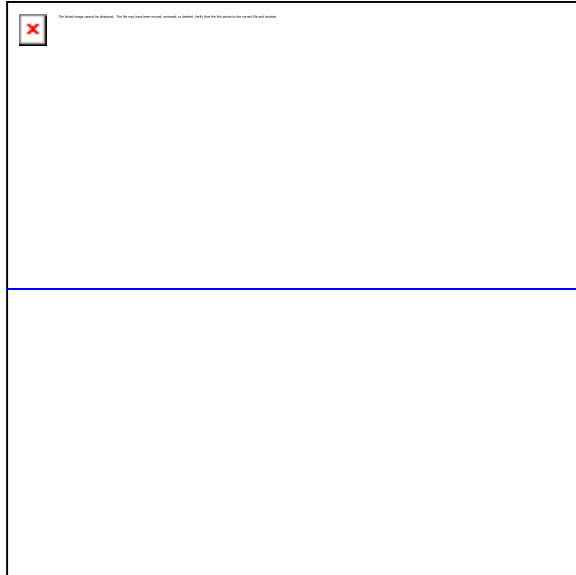 The linked image cannot be displayed. The file may have been moved, renamed, or deleted. Verify that the link points to the correct file and location.